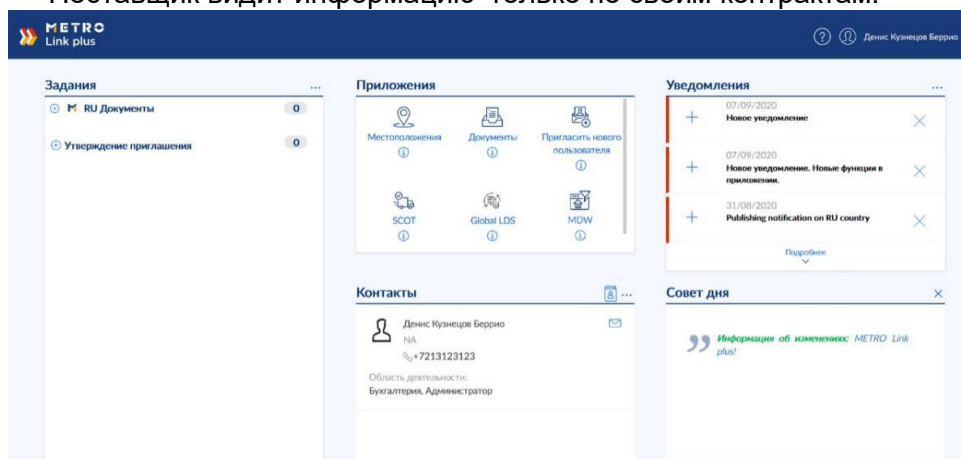 Поставщик видит информацию только по своим контрактам.
METRO
Link plus
Денис Кузнецов Беррио
Задания
RU Документы 0
Утверждение приглашения 0
Приложения
Местоположения
Документы
Пригласить нового
пользователя
SCOT
Global LDS
MDW
Уведомления
07/09/2020
Новое уведомление
07/09/2020
Новое уведомление. Новые функции в
приложении.
31/08/2020
Publishing notification on RU country
Подробнее
Контакты
Денис Кузнецов Беррио
NA
+7213123123
Область деятельности:
Бухгалтерия, Администратор
Совет дня
Информация об изменениях: METRO Link
plus!